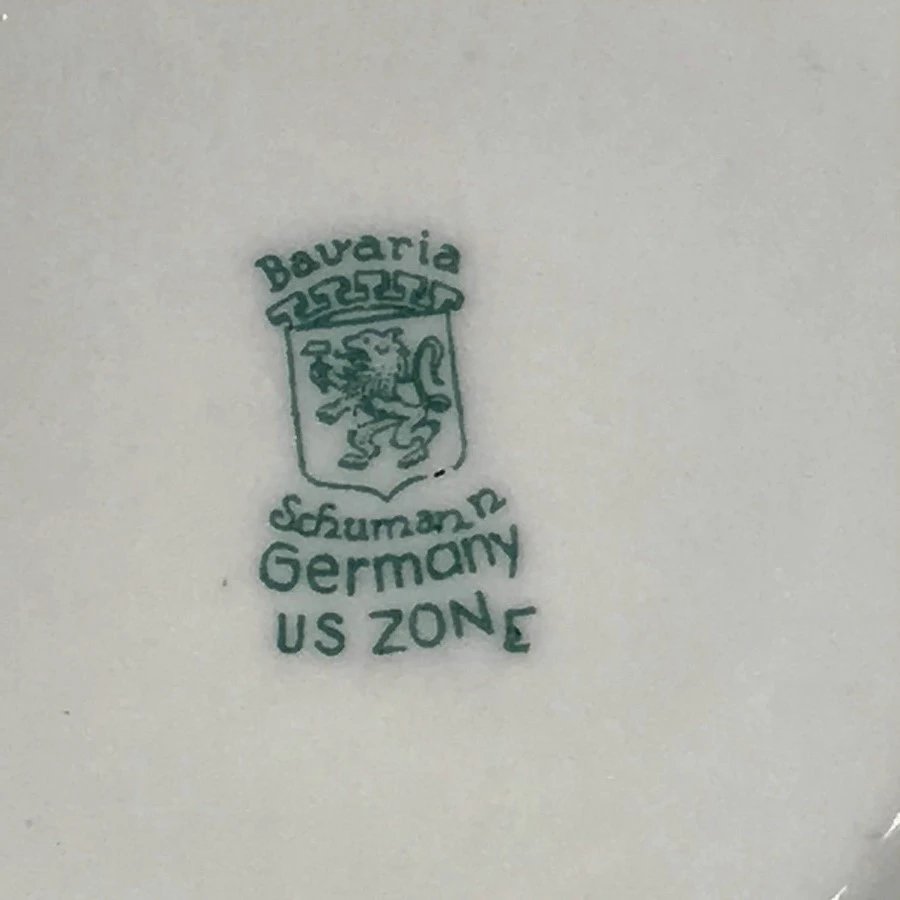 Bavaria
Schumann
Germany
US ZONE